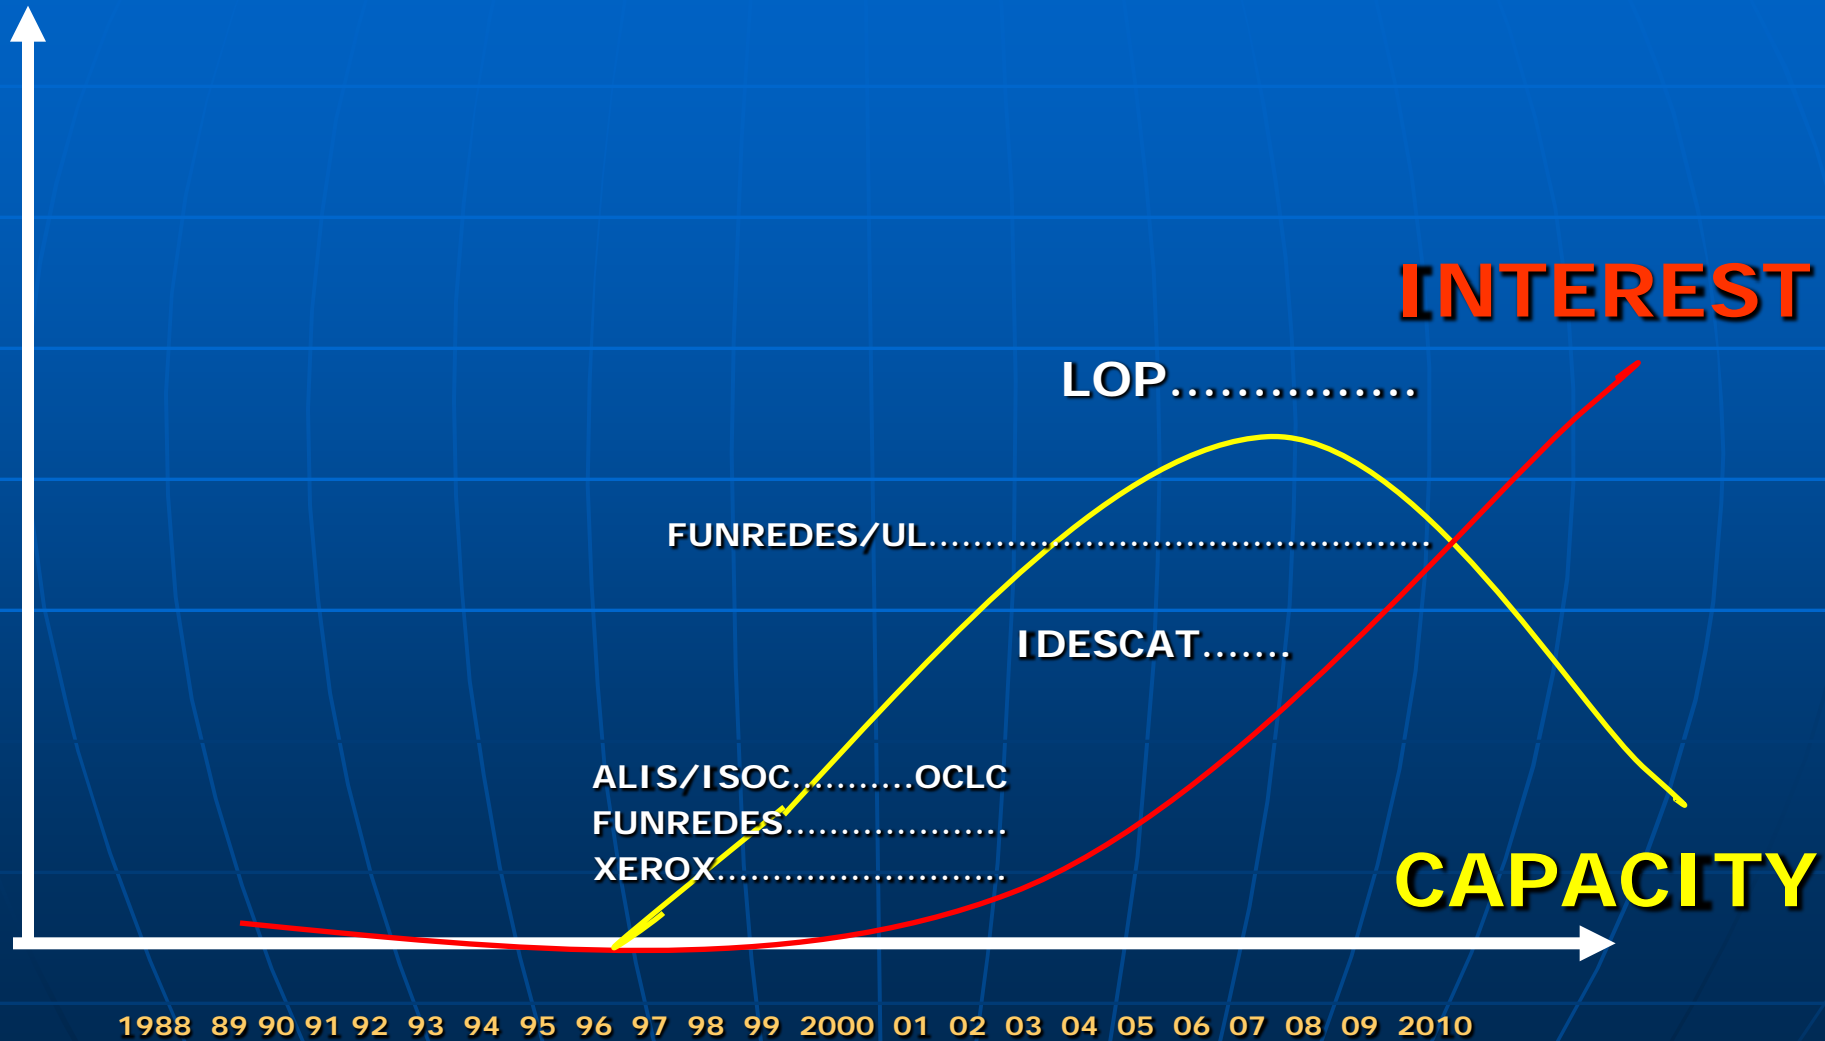 INTEREST
LOP..............
FUNREDES/UL.............................................
IDESCAT.......
ALIS/ISOC...........OCLC
FUNREDES....................
XEROX..........................
CAPACITY
1988 89 90 91 92 93 94 95 96 97 98 99 2000 01 02 03 04 05 06 07 08 09 2010